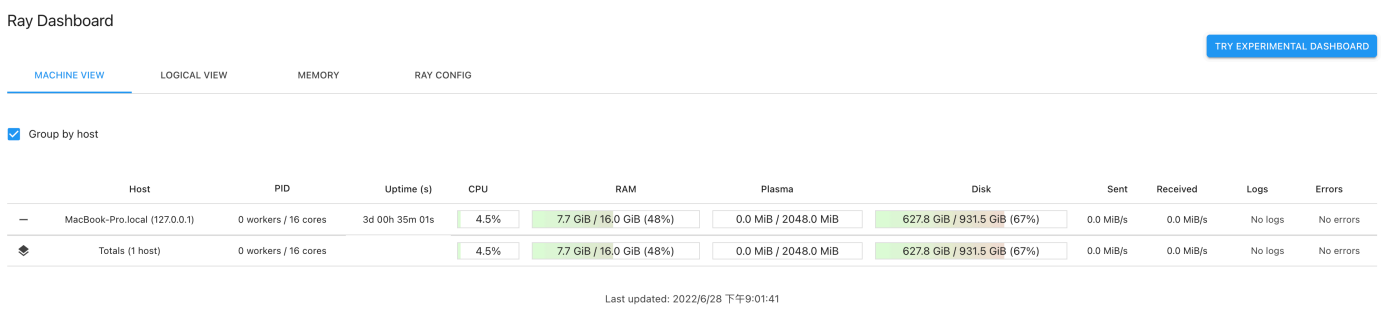 Ray Dashboard
TRY EXPERIMENTAL DASHBOARD
MACHINE VIEW LOGICAL VIEW MEMORY RAY CONFIG
Group by host
Host PID Uptime (s) CPU RAM Plasma Disk Sent Received Logs Errors
MacBook-Pro.local (127.0.0.1) 0 workers / 16 cores 3d 00h 35m 01s 4.5% 7.7 GiB / 16.0 GiB (48%) 0.0 MiB / 2048.0 MiB 627.8 GiB / 931.5 GiB (67%) 0.0 MiB/s 0.0 MiB/s No logs No errors
Totals (1 host) 0 workers / 16 cores 4.5% 7.7 GiB / 16.0 GiB (48%) 0.0 MiB / 2048.0 MiB 627.8 GiB / 931.5 GiB (67%) 0.0 MiB/s 0.0 MiB/s No logs No errors
Last updated: 2022/6/28 下午9:01:41